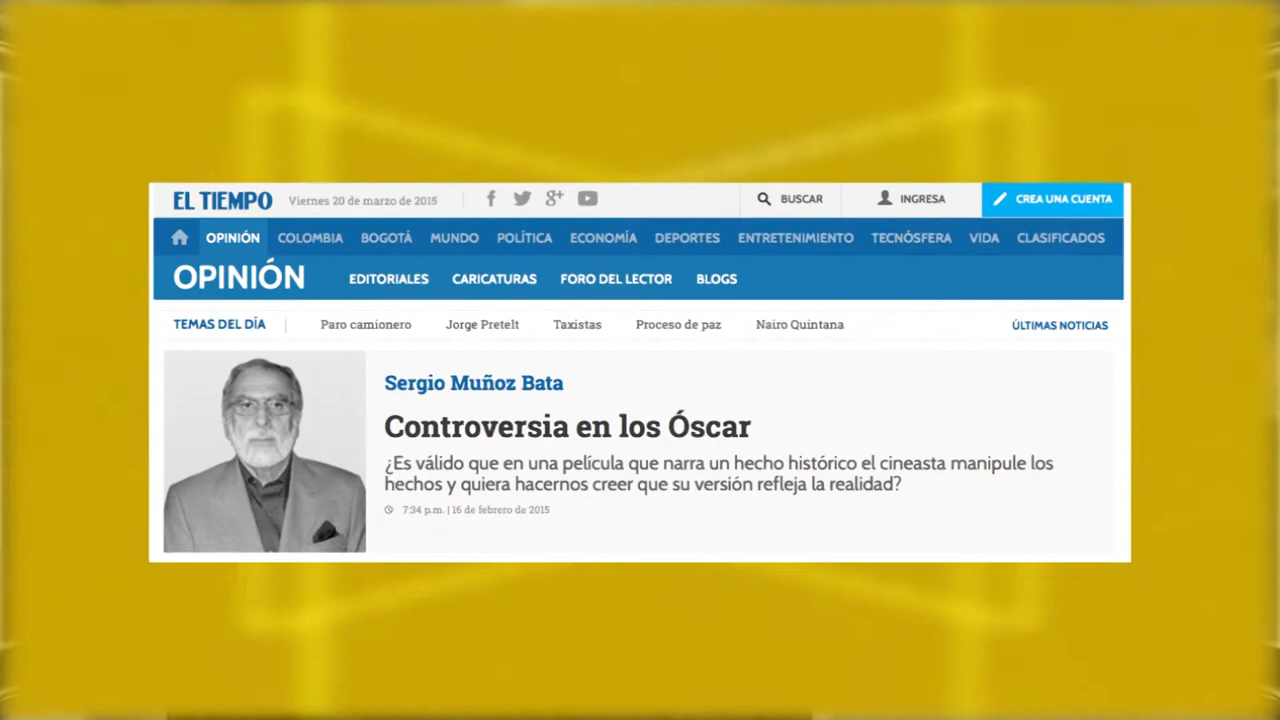 EL TIEMPO Viernes 20 de marzo de 2015 BUSCAR INGRESA CREA UNA CUENTA
OPINIÓN COLOMBIA BOGOTÁ MUNDO POLÍTICA ECONOMÍA DEPORTES ENTRETENIMIENTO TECNÓSFERA VIDA CLASIFICADOS
OPINIÓN EDITORIALES CARICATURAS FORO DEL LECTOR BLOGS
TEMAS DEL DÍA Paro camionero Jorge Pretelt Taxistas Proceso de paz Nairo Quintana ÚLTIMAS NOTICIAS
Sergio Muñoz Bata
Controversia en los Óscar
¿Es válido que en una película que narra un hecho histórico el cineasta manipule los
hechos y quiera hacernos creer que su versión refleja la realidad?
7:34 p.m. | 16 de febrero de 2015